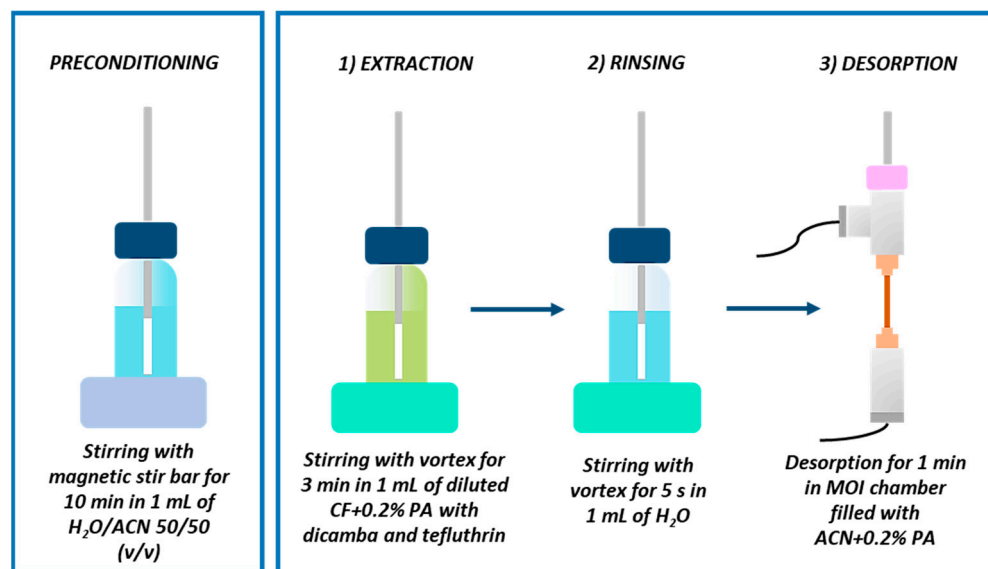 PRECONDITIONING
Stirring with
magnetic stir bar for
10 min in 1 mL of
H₂O/ACN 50/50
(v/v)
1) EXTRACTION
Stirring with vortex for
3 min in 1 mL of diluted
CF+0.2% PA with
dicamba and tefluthrin
2) RINSING
Stirring with
vortex for 5 s in
1 mL of H₂O
3) DESORPTION
Desorption for 1 min
in MOI chamber
filled with
ACN+0.2% PA